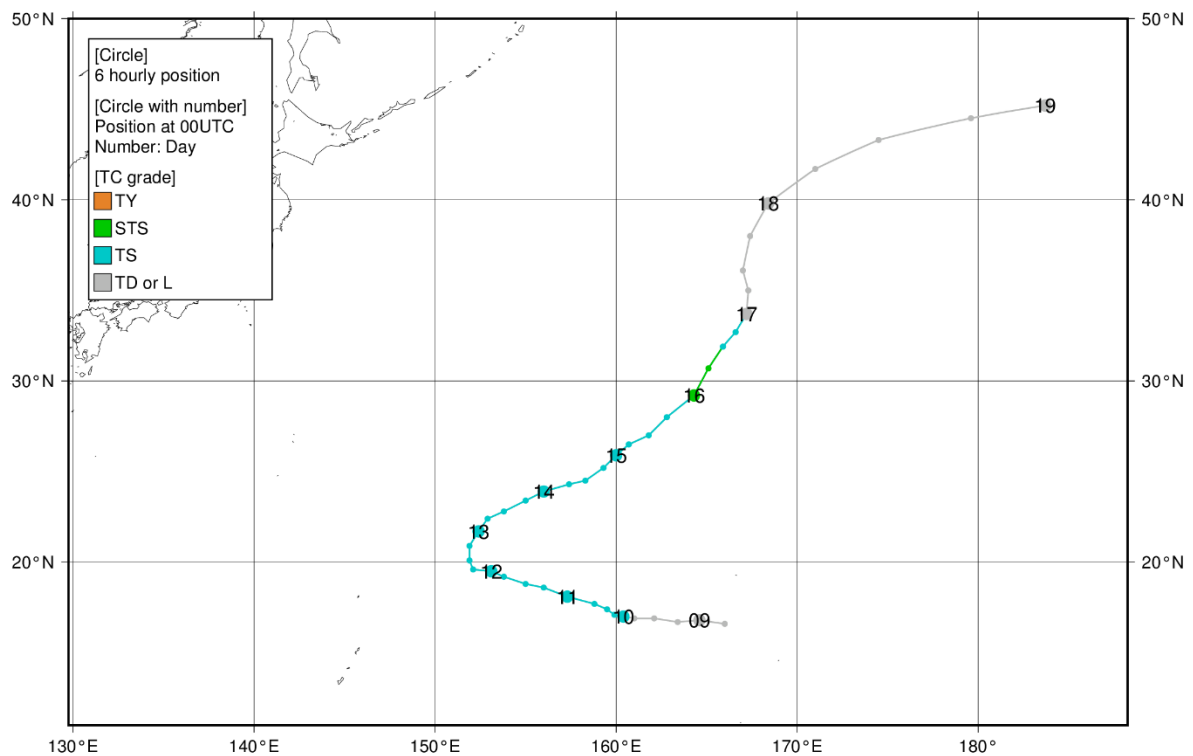 50°N
50°N
[Circle]
6 hourly position
[Circle with number]
Position at 00UTC
Number: Day
[TC grade]
TY
STS
TS
TD or L
19
40°N
18
40°N
17
30°N
16
30°N
15
14
13
20°N
12
20°N
11
10
09
130°E
140°E
150°E
160°E
170°E
180°